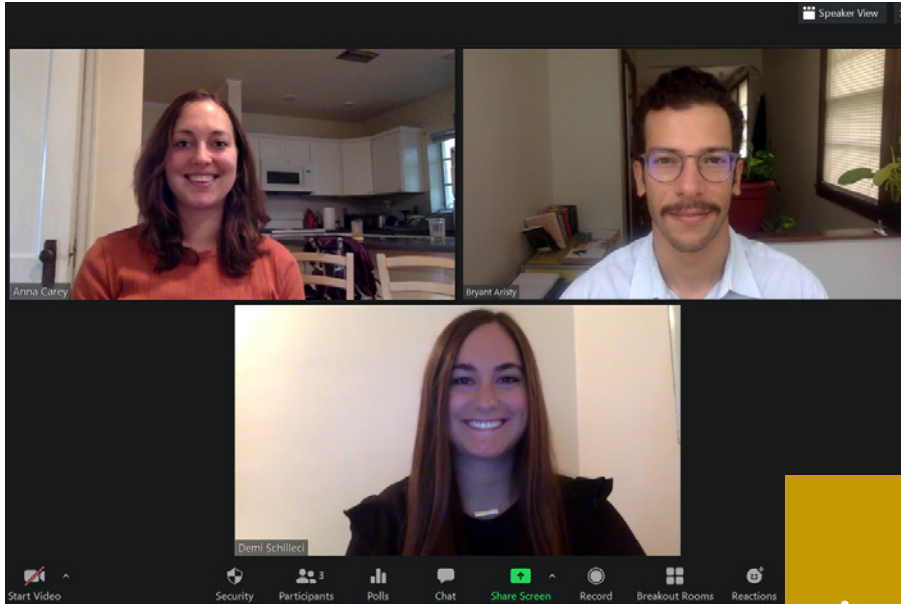 Speaker View
Anna Carey
Bryant Aristy
Demi Schilleci
3
Start Video
Security
Participants
Polls
Chat
Share Screen
Record
Breakout Rooms
Reactions